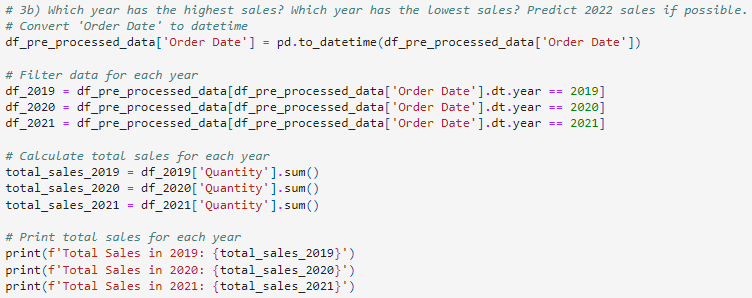 # 3b) Which year has the highest sales? Which year has the lowest sales? Predict 2022 sales if possible.
# Convert 'Order Date' to datetime
df_pre_processed_data['Order Date'] = pd.to_datetime(df_pre_processed_data['Order Date'])
# Filter data for each year
df_2019 = df_pre_processed_data[df_pre_processed_data['Order Date'].dt.year == 2019]
df_2020 = df_pre_processed_data[df_pre_processed_data['Order Date'].dt.year == 2020]
df_2021 = df_pre_processed_data[df_pre_processed_data['Order Date'].dt.year == 2021]
# Calculate total sales for each year
total_sales_2019 = df_2019['Quantity'].sum()
total_sales_2020 = df_2020['Quantity'].sum()
total_sales_2021 = df_2021['Quantity'].sum()
# Print total sales for each year
print(f'Total Sales in 2019: {total_sales_2019}')
print(f'Total Sales in 2020: {total_sales_2020}')
print(f'Total Sales in 2021: {total_sales_2021}')